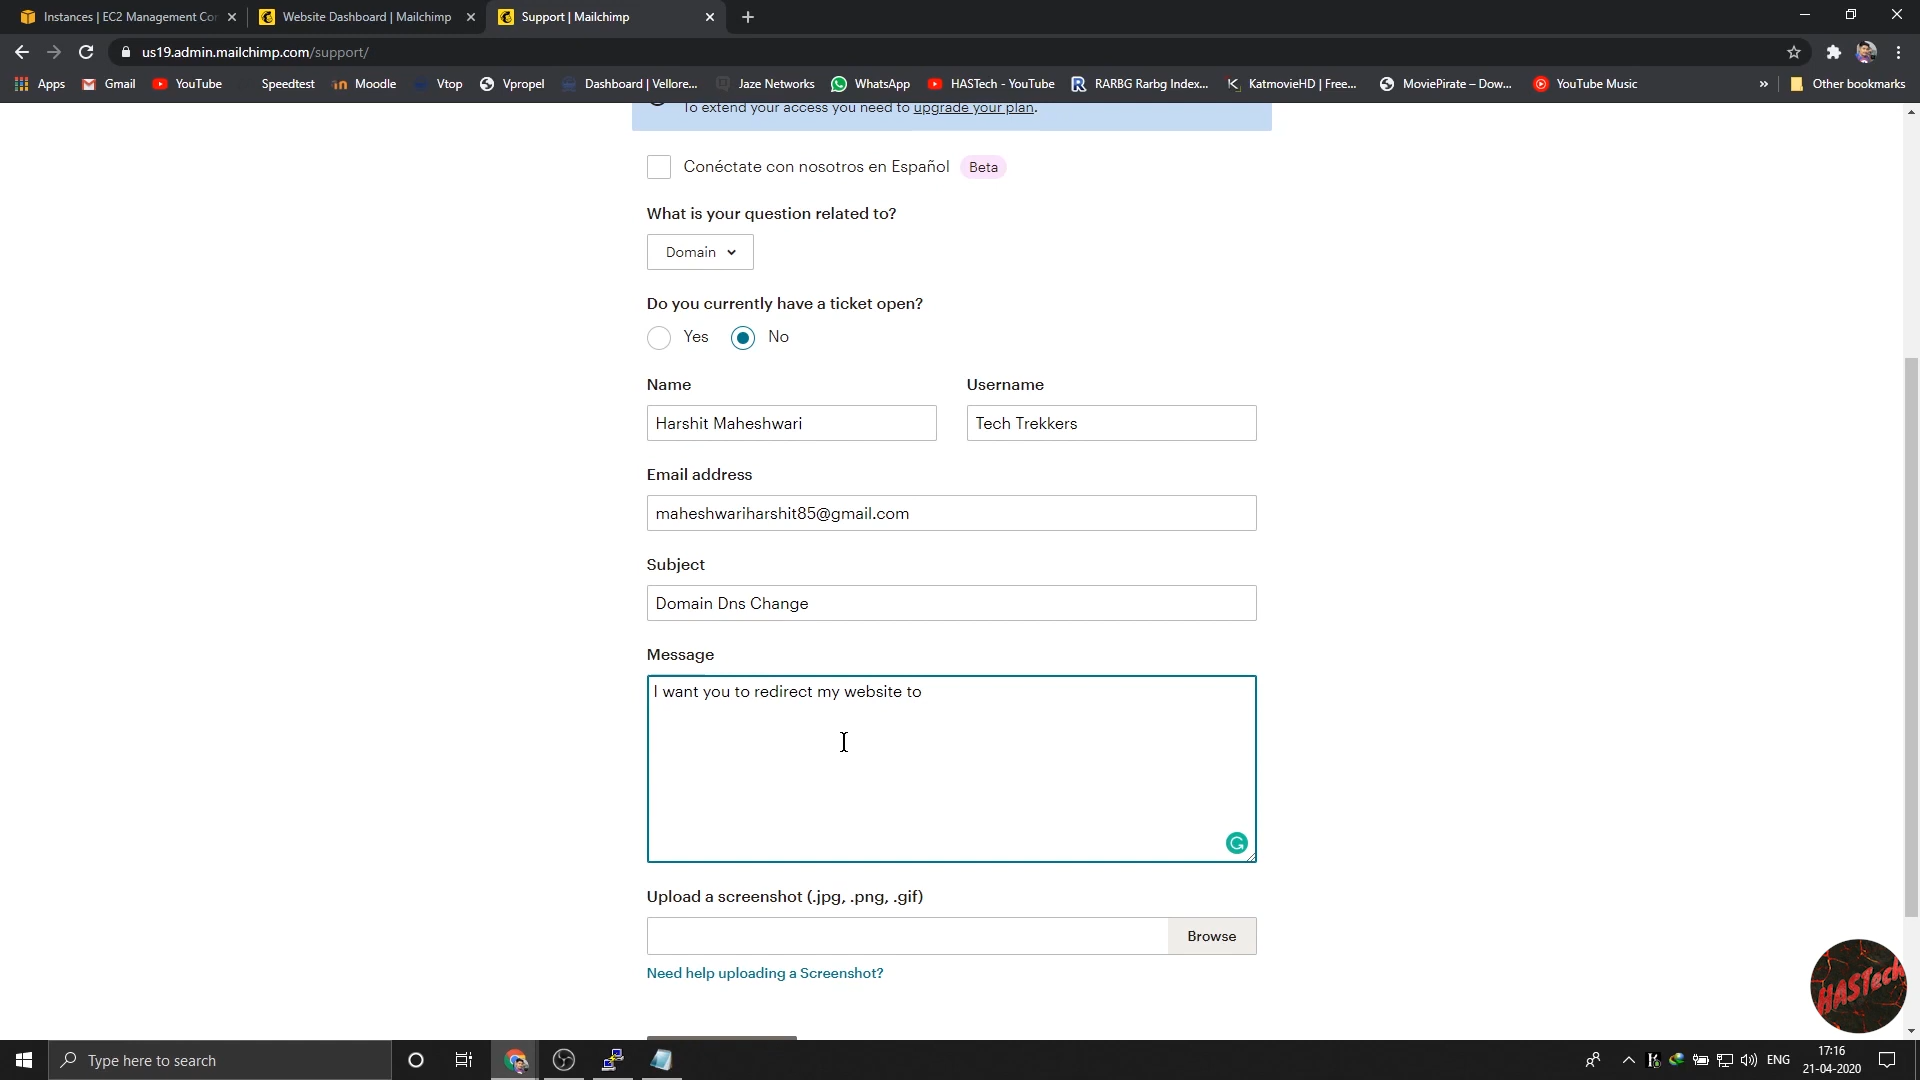 Instances | EC2 Management Cor
Website Dashboard | Mailchimp
Support | Mailchimp
us19.admin.mailchimp.com/support/
Apps
Gmail
YouTube
Speedtest
Moodle
Vtop
Vpropel
Dashboard | Vellore...
Jaze Networks
WhatsApp
HASTech - YouTube
RARBG Rarbg Index...
KatmovieHD | Free...
MoviePirate – Dow...
YouTube Music
»
Other bookmarks
To extend your access you need to upgrade your plan.
Conéctate con nosotros en Español Beta
What is your question related to?
Domain
Do you currently have a ticket open?
Yes No
Name Username
Harshit Maheshwari Tech Trekkers
Email address
maheshwariharshit85@gmail.com
Subject
Domain Dns Change
Message
I want you to redirect my website to
Upload a screenshot (.jpg, .png, .gif)
Browse
Need help uploading a Screenshot?
HASTech
Type here to search
ENG
17:16
21-04-2020